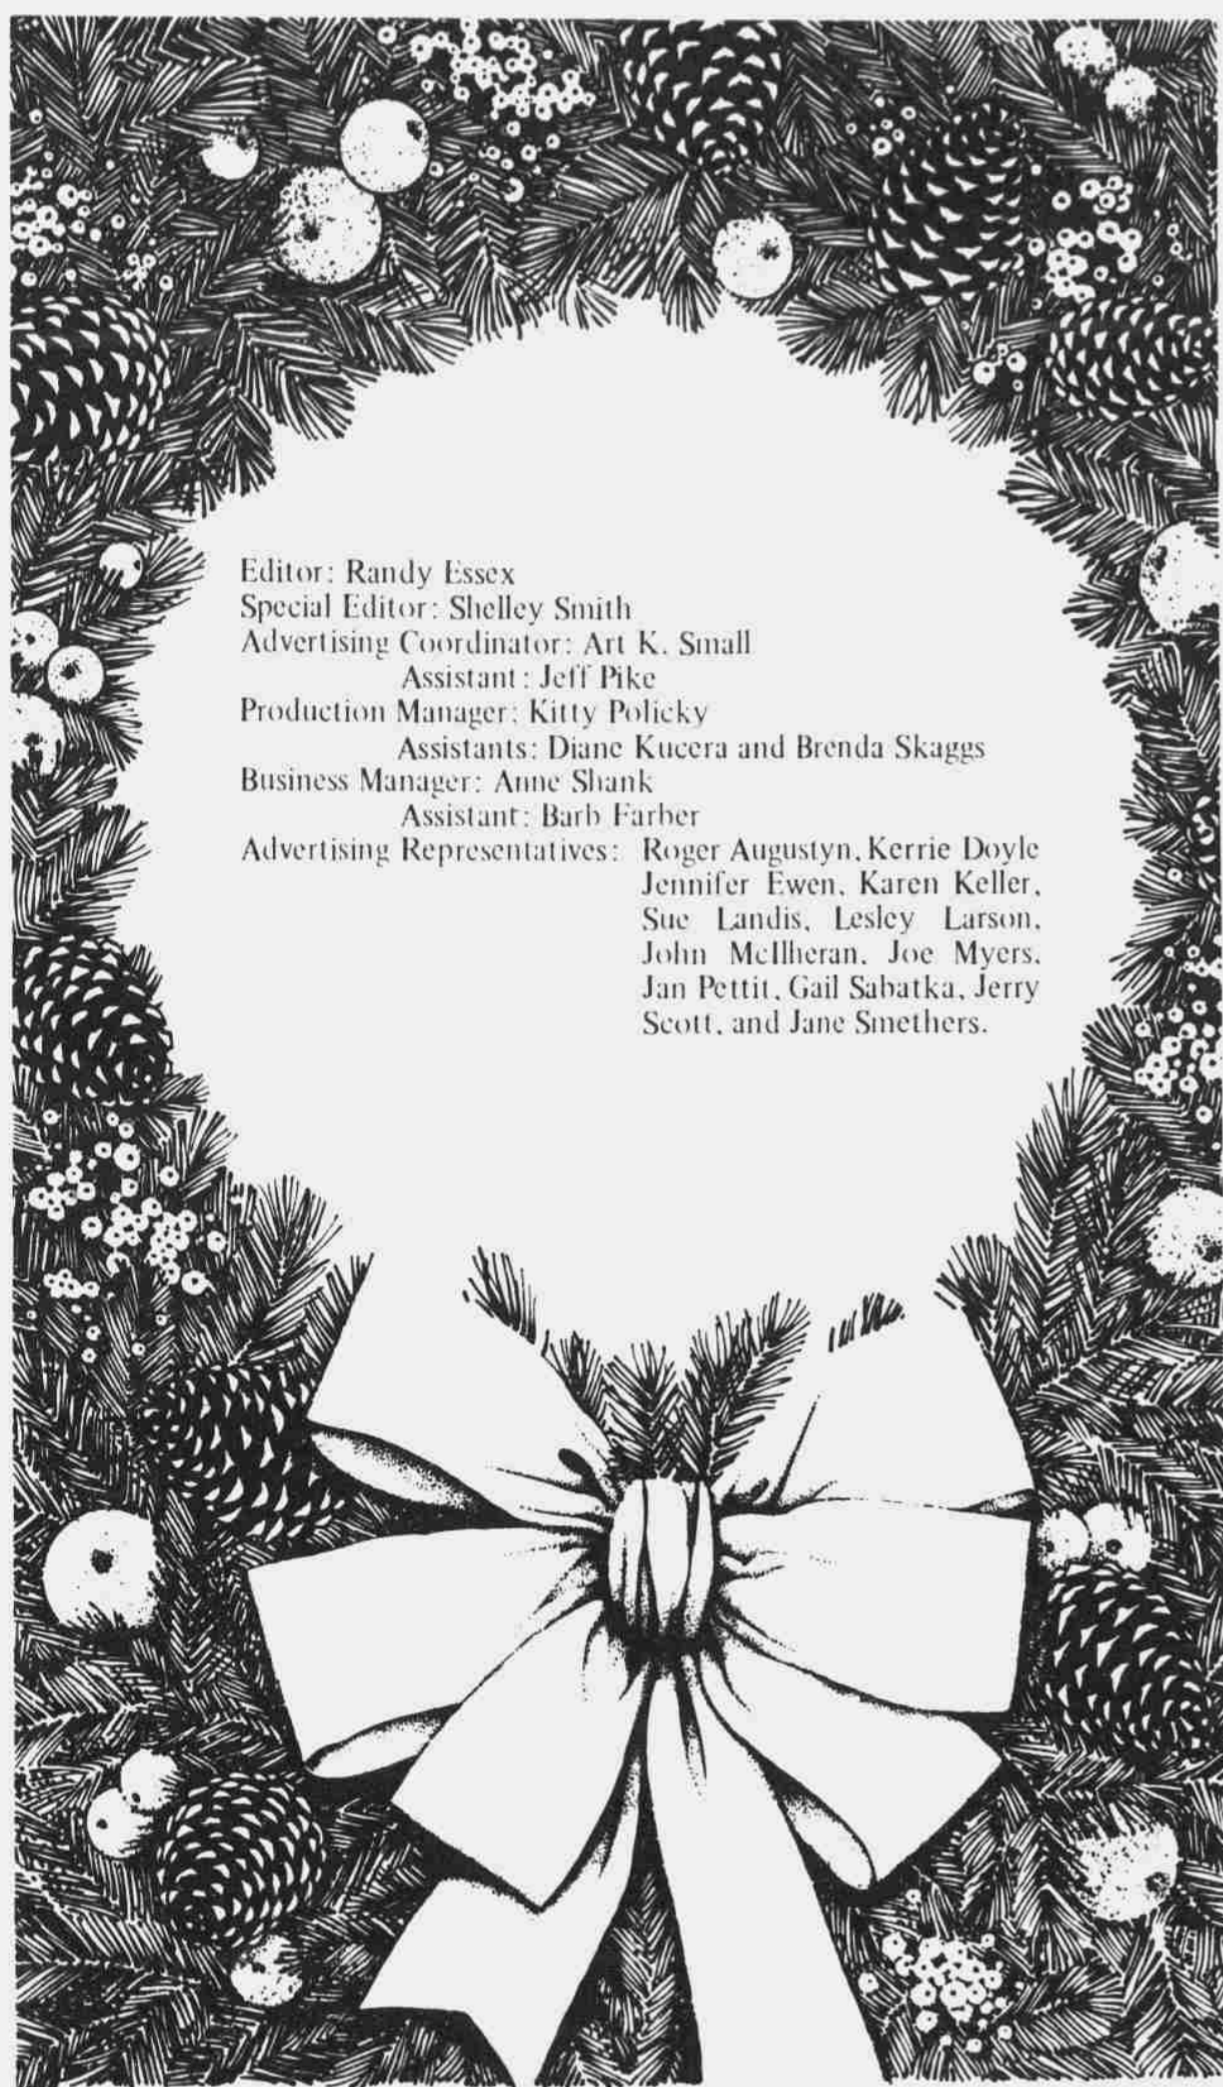 Editor: Randy Essex
Special Editor: Shelley Smith
Advertising Coordinator: Art K. Small
Assistant: Jeff Pike
Production Manager: Kitty Policky
Assistants: Diane Kucera and Brenda Skaggs
Business Manager: Anne Shank
Assistant: Barb Farber
Advertising Representatives: Roger Augustyn, Kerrie Doyle
Jennifer Ewen, Karen Keller,
Sue Landis, Lesley Larson,
John McIlheran, Joe Myers,
Jan Pettit, Gail Sabatka, Jerry
Scott, and Jane Smethers.